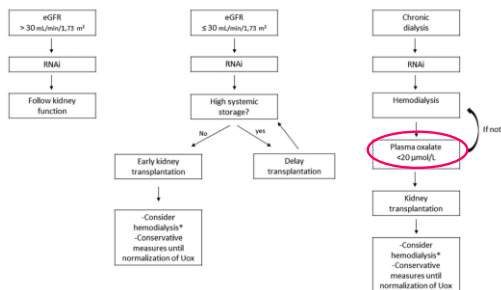 eGFR
> 30 mL/min/1,73 m²
RNAi
Follow kidney
function
eGFR
≤ 30 mL/min/1,73 m²
RNAi
High systemic
storage?
No
yes
Early kidney
transplantation
Delay
transplantation
-Consider
hemodialysis*
-Conservative
measures until
normalization of Uox
Chronic
dialysis
RNAi
Hemodialysis
If not
Plasma oxalate
<20 µmol/L
Kidney
transplantation
-Consider
hemodialysis*
-Conservative
measures until
normalization of Uox